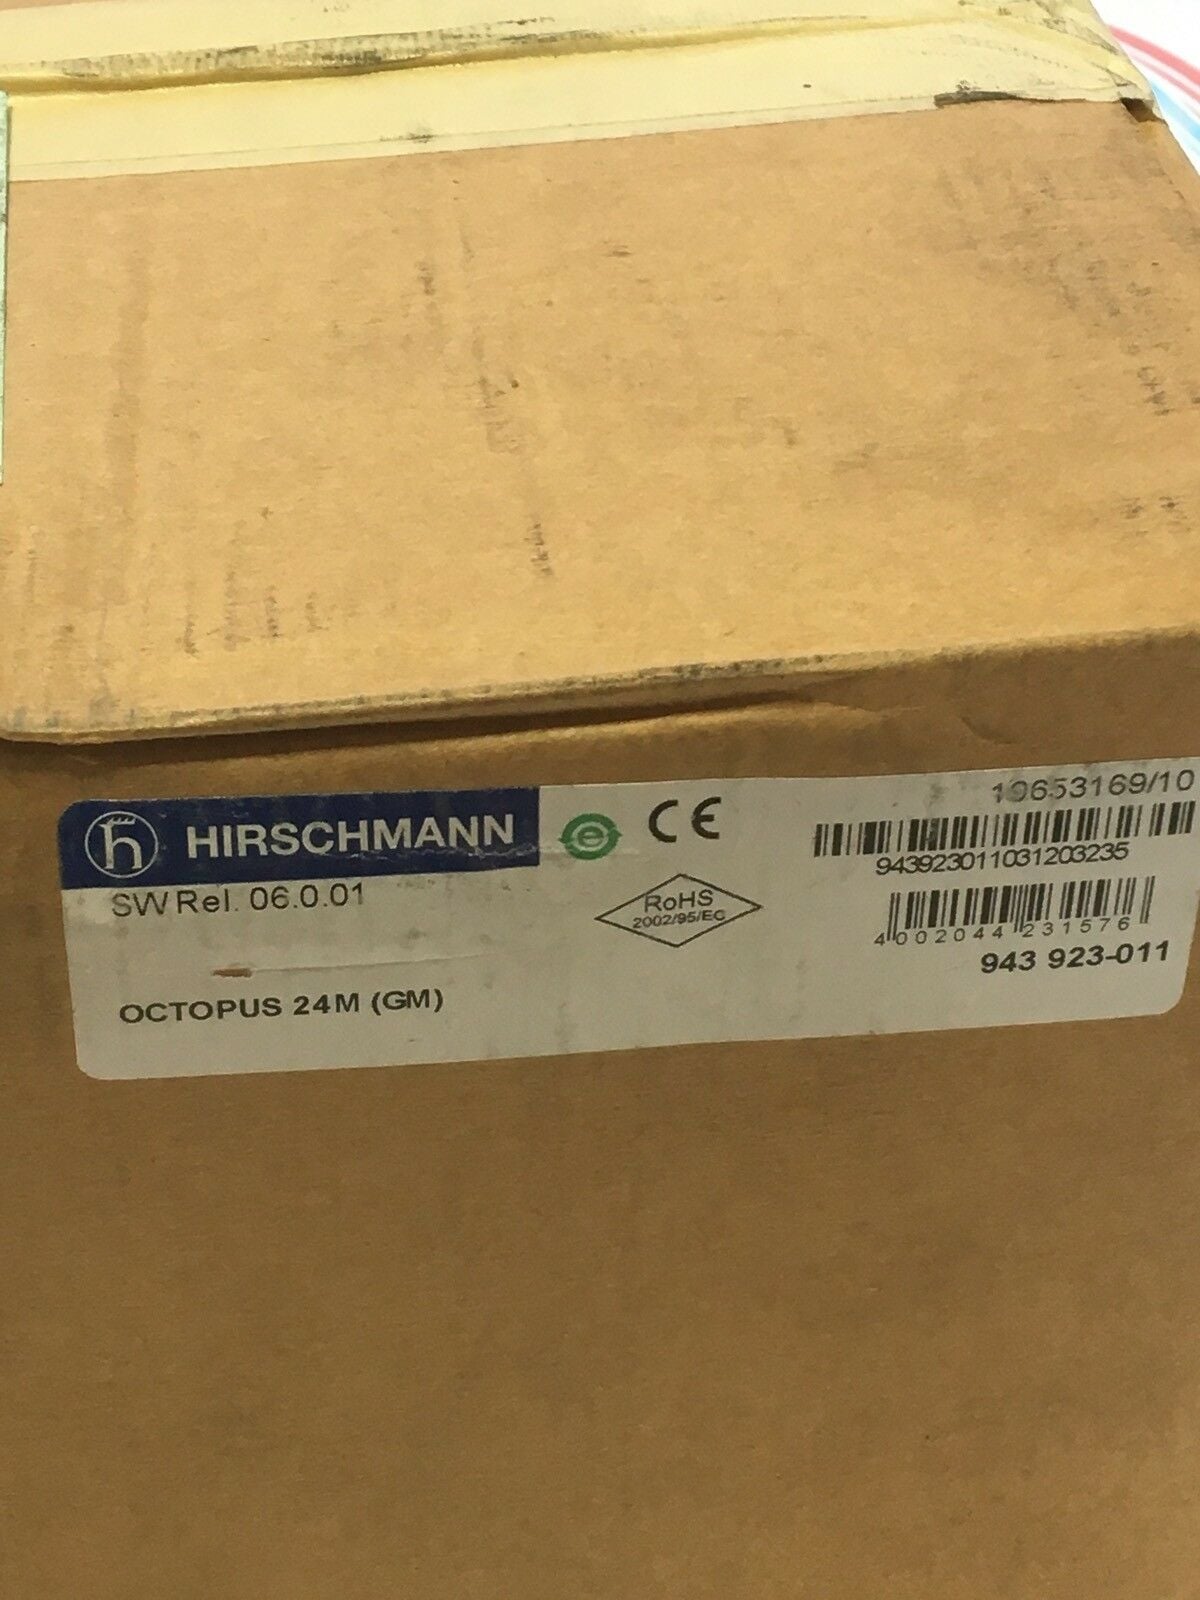 HIRSCHMANN
SW Rel. 06.0.01
OCTOPUS 24M (GM)
e
CE
RoHS
2002/95/EC
10653169/10
943923011031203235
4 002044 231576
943 923-011